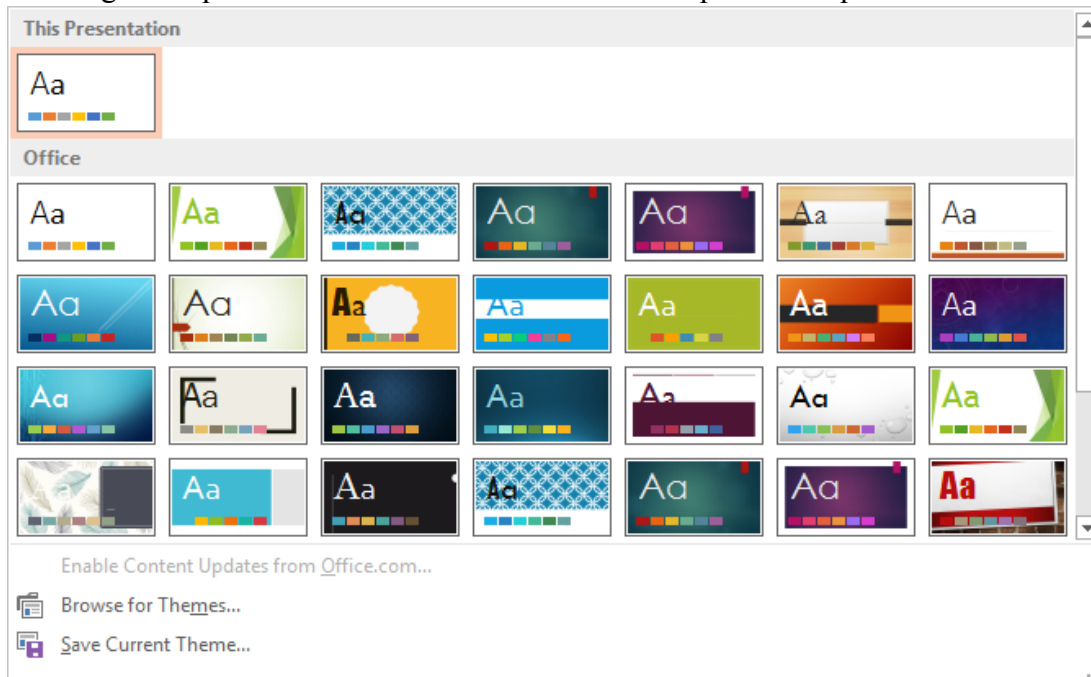 This Presentation
Aa
Office
Aa Aa Aa Aa Aa Aa Aa
Aa Aa Aa Aa Aa Aa Aa
Aa Aa Aa Aa Aa Aa Aa
Aa Aa Aa Aa Aa Aa Aa
Enable Content Updates from Office.com...
Browse for Themes...
Save Current Theme...